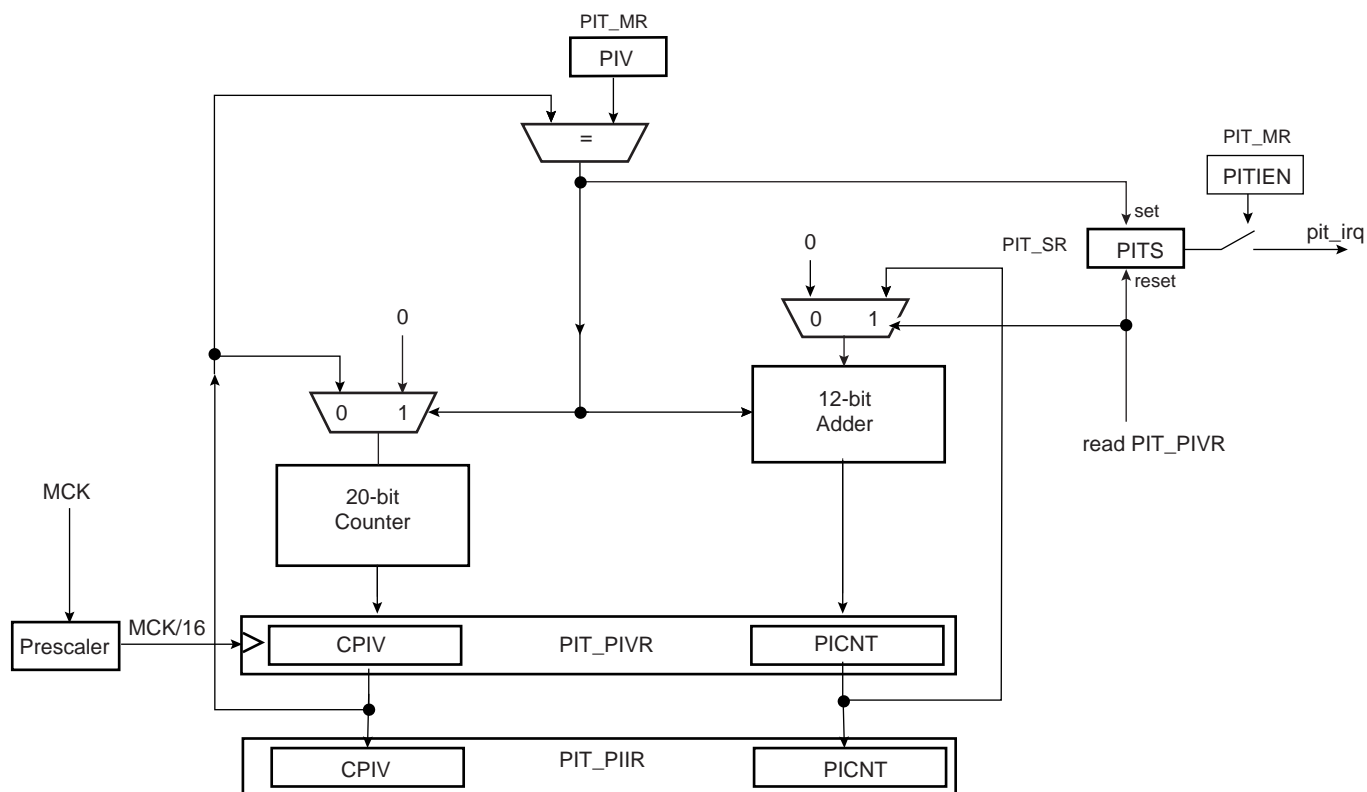 PIT_MR
PIV
=
PIT_MR
PITIEN
set
PIT_SR
PITS
pit_irq
reset
0
0 1
0
0 1
12-bit
Adder
read PIT_PIVR
MCK
20-bit
Counter
Prescaler
MCK/16
CPIV
PIT_PIVR
PICNT
CPIV
PIT_PIIR
PICNT